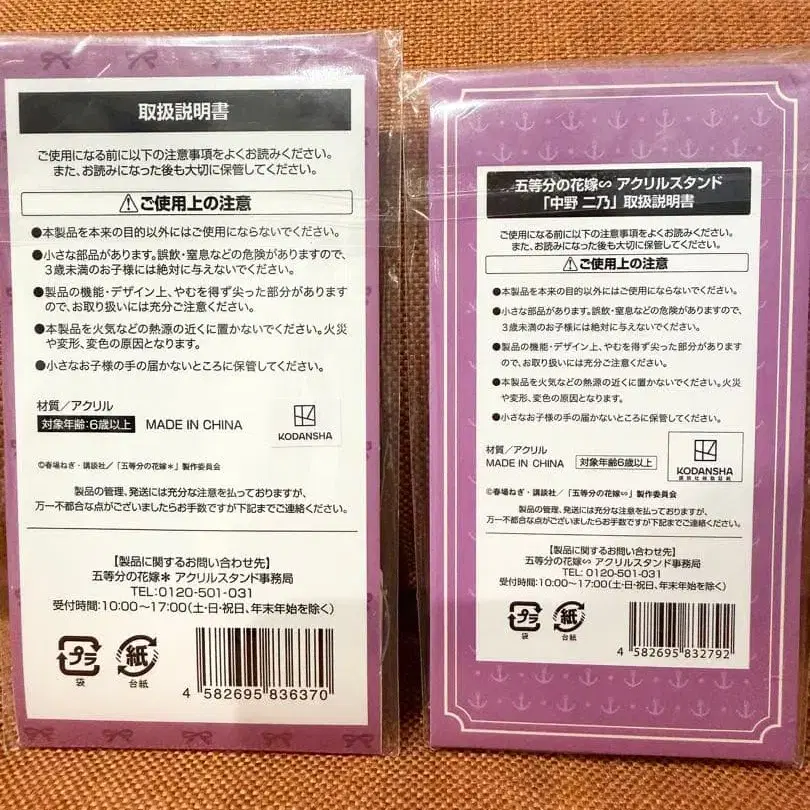 取扱説明書
ご使用になる前に以下の注意事項をよくお読みください。
また、お読みになった後も大切に保管してください。
⚠ご使用上の注意
●本製品を本来の目的以外にはご使用にならないでください。
●小さな部品があります。誤飲・窒息などの危険がありますので、
3歳未満のお子様には絶対に与えないでください。
●製品の機能・デザイン上、やむを得ず尖った部分があります
ので、お取り扱いには充分ご注意ください。
●本製品を火気などの熱源の近くに置かないでください。火災
や変形、変色の原因となります。
●小さなお子様の手の届かないところに保管してください。
材質/アクリル
対象年齢:6歳以上 MADE IN CHINA
KODANSHA
©春場ねぎ・講談社/「五等分の花嫁*」製作委員会
製品の管理、発送には充分な注意を払っておりますが、
万一不都合な点がございましたらお手数ですが下記までご連絡ください。
【製品に関するお問い合わせ先】
五等分の花嫁* アクリルスタンド事務局
TEL:0120-501-031
受付時間:10:00〜17:00(土・日・祝日、年末年始を除く)
プラ 紙
袋 台紙
4 582695 836370
五等分の花嫁∽ アクリルスタンド
「中野 二乃」取扱説明書
ご使用になる前に以下の注意事項をよくお読みください。
また、お読みになった後も大切に保管してください。
⚠ご使用上の注意
●本製品を本来の目的以外にはご使用にならないでください。
●小さな部品があります。誤飲・窒息などの危険がありますので、
3歳未満のお子様には絶対に与えないでください。
●製品の機能・デザイン上、やむを得ず尖った部分があります
ので、お取り扱いには充分ご注意ください。
●本製品を火気などの熱源の近くに置かないでください。火災
や変形、変色の原因となります。
●小さなお子様の手の届かないところに保管してください。
材質/アクリル
MADE IN CHINA 対象年齢6歳以上
KODANSHA
講談社権取証紙
©春場ねぎ・講談社/「五等分の花嫁∽」製作委員会
製品の管理、発送には充分な注意を払っておりますが、
万一不都合な点がございましたらお手数ですが下記までご連絡ください。
【製品に関するお問い合わせ先】
五等分の花嫁∽ アクリルスタンド事務局
TEL: 0120-501-031
受付時間:10:00〜17:00(土・日・祝日、年末年始を除く)
プラ 紙
袋 台紙
4 582695 832792